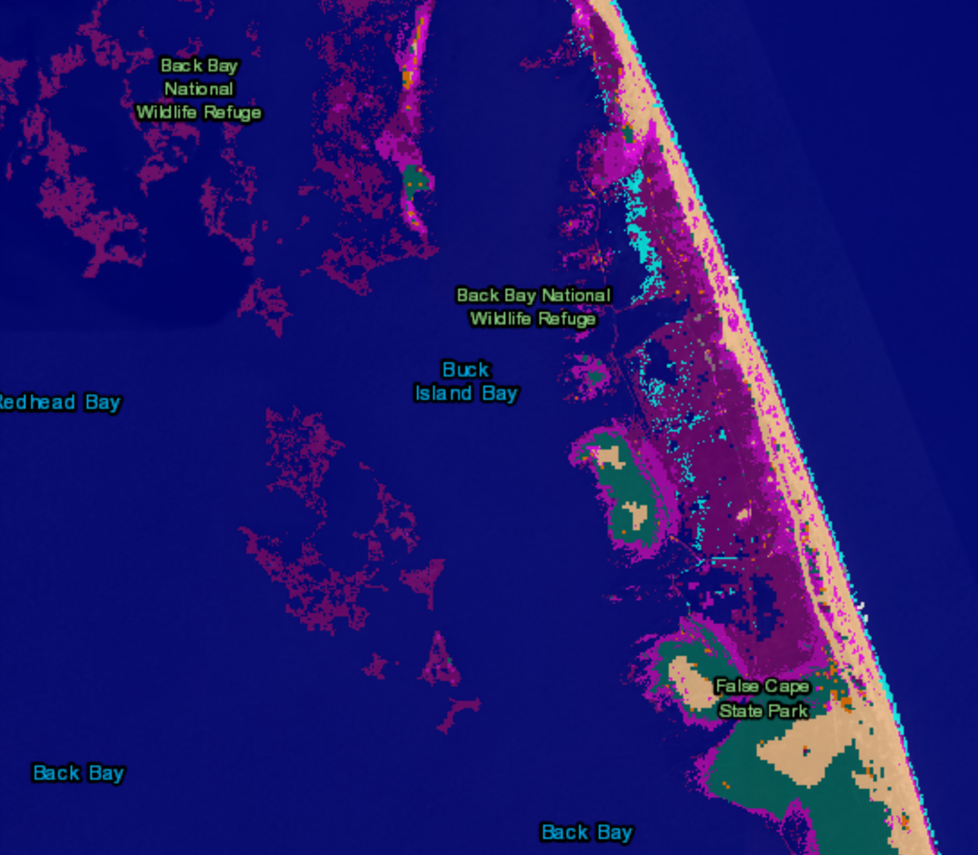 Back Bay
National
Wildlife Refuge
Back Bay National
Wildlife Refuge
Buck
Island Bay
Redhead Bay
False Cape
State Park
Back Bay
Back Bay